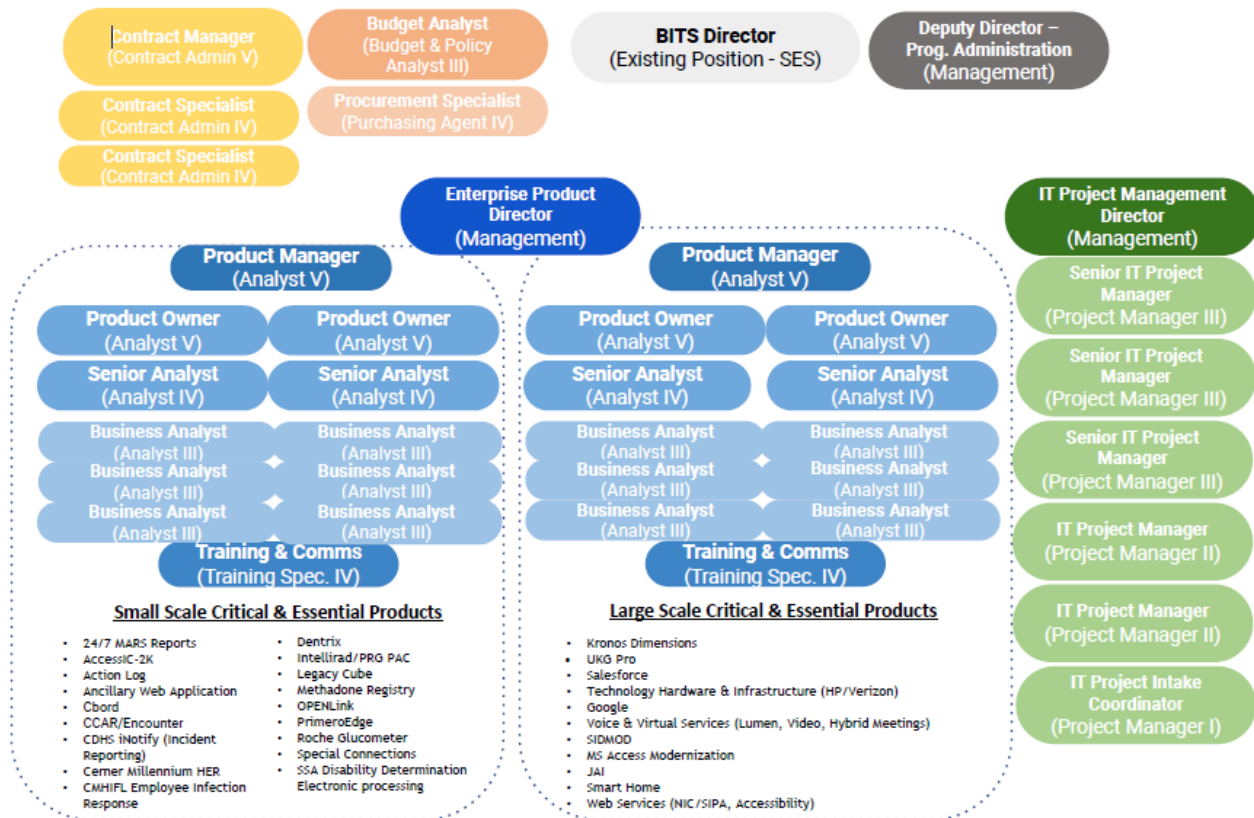 Contract Manager
(Contract Admin V)
Budget Analyst
(Budget & Policy
Analyst III)
BITS Director
(Existing Position - SES)
Deputy Director –
Prog. Administration
(Management)
Contract Specialist
(Contract Admin IV)
Procurement Specialist
(Purchasing Agent IV)
Contract Specialist
(Contract Admin IV)
Enterprise Product
Director
(Management)
IT Project Management
Director
(Management)
Product Manager
(Analyst V)
Product Owner
(Analyst V)
Product Owner
(Analyst V)
Senior Analyst
(Analyst IV)
Senior Analyst
(Analyst IV)
Business Analyst
(Analyst III)
Business Analyst
(Analyst III)
Business Analyst
(Analyst III)
Business Analyst
(Analyst III)
Business Analyst
(Analyst III)
Business Analyst
(Analyst III)
Training & Comms
(Training Spec. IV)
Small Scale Critical & Essential Products
• 24/7 MARS Reports
• AccessIC-2K
• Action Log
• Ancillary Web Application
• Cbord
• CCAR/Encounter
• CDHS iNotify (Incident
Reporting)
• Cerner Millennium HER
• CMHIFL Employee Infection
Response
• Dentrix
• Intellirad/PRG PAC
• Legacy Cube
• Methadone Registry
• OPENLink
• PrimeroEdge
• Roche Glucometer
• Special Connections
• SSA Disability Determination
Electronic processing
Product Manager
(Analyst V)
Product Owner
(Analyst V)
Product Owner
(Analyst V)
Senior Analyst
(Analyst IV)
Senior Analyst
(Analyst IV)
Business Analyst
(Analyst III)
Business Analyst
(Analyst III)
Business Analyst
(Analyst III)
Business Analyst
(Analyst III)
Business Analyst
(Analyst III)
Business Analyst
(Analyst III)
Training & Comms
(Training Spec. IV)
Large Scale Critical & Essential Products
• Kronos Dimensions
• UKG Pro
• Salesforce
• Technology Hardware & Infrastructure (HP/Verizon)
• Google
• Voice & Virtual Services (Lumen, Video, Hybrid Meetings)
• SIDMOD
• MS Access Modernization
• JAI
• Smart Home
• Web Services (NIC/SIPA, Accessibility)
Senior IT Project
Manager
(Project Manager III)
Senior IT Project
Manager
(Project Manager III)
Senior IT Project
Manager
(Project Manager III)
IT Project Manager
(Project Manager II)
IT Project Manager
(Project Manager II)
IT Project Intake
Coordinator
(Project Manager I)